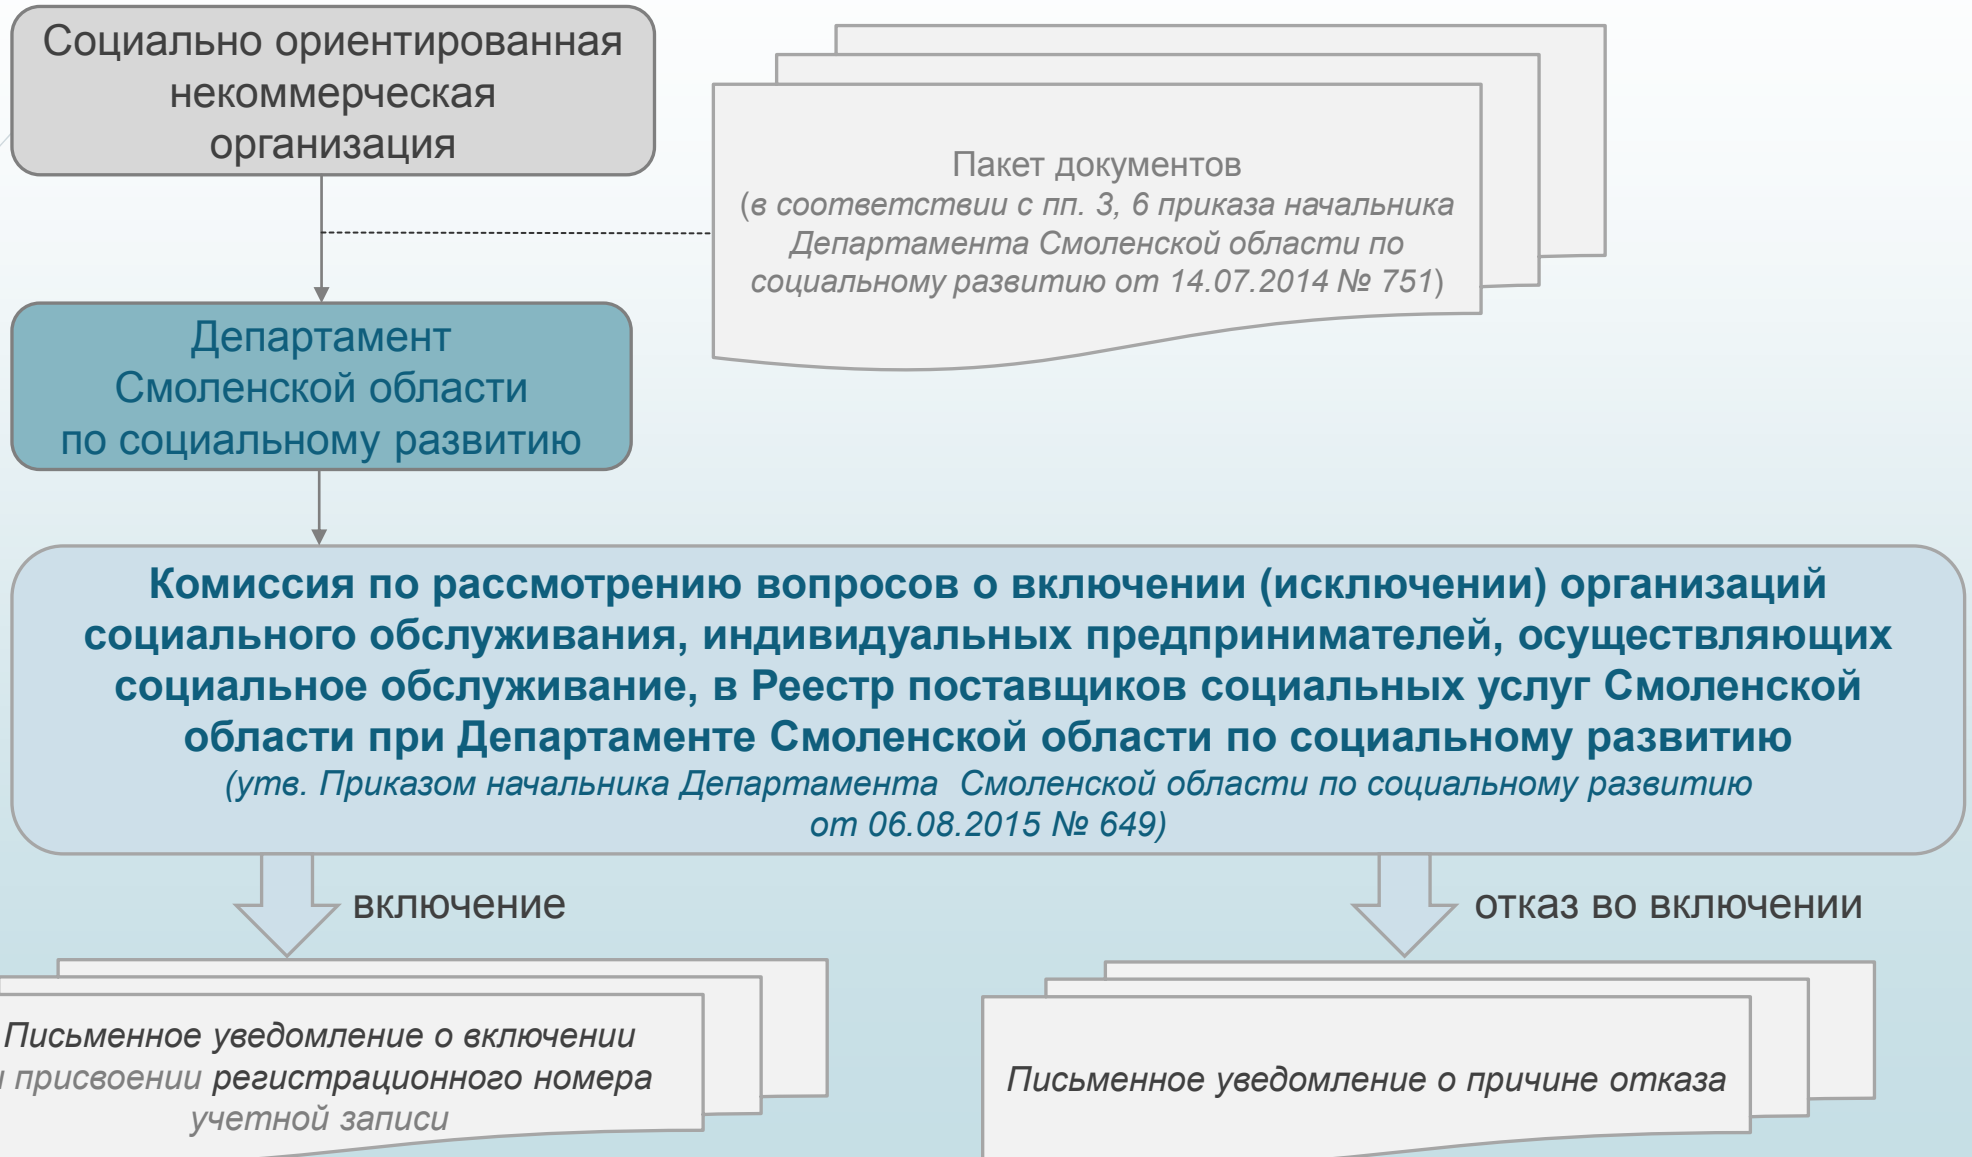 Социально ориентированная
некоммерческая
организация
Пакет документов
(в соответствии с пп. 3, 6 приказа начальника
Департамента Смоленской области по
социальному развитию от 14.07.2014 № 751)
Департамент
Смоленской области
по социальному развитию
Комиссия по рассмотрению вопросов о включении (исключении) организаций
социального обслуживания, индивидуальных предпринимателей, осуществляющих
социальное обслуживание, в Реестр поставщиков социальных услуг Смоленской
области при Департаменте Смоленской области по социальному развитию
(утв. Приказом начальника Департамента Смоленской области по социальному развитию
от 06.08.2015 № 649)
включение
отказ во включении
Письменное уведомление о включении
и присвоении регистрационного номера
учетной записи
Письменное уведомление о причине отказа